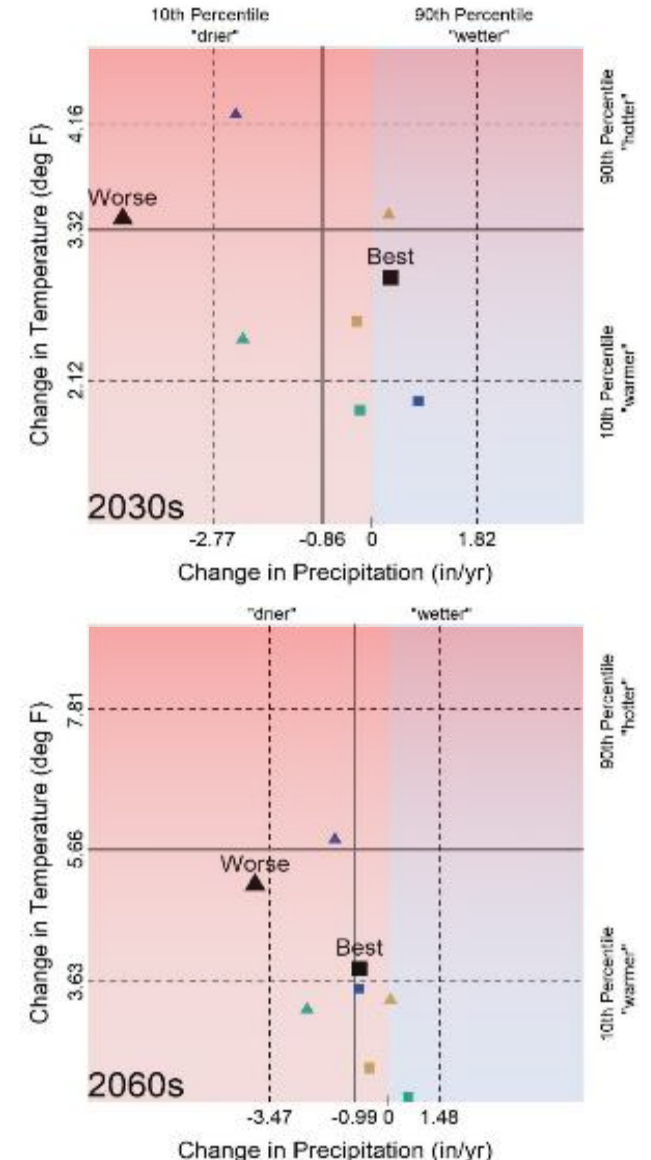 10th Percentile 90th Percentile
"drier" "wetter"
Change in Temperature (deg F)
4.16
3.32
2.12
Worse
Best
2030s
90th Percentile
"hotter"
10th Percentile
"warmer"
-2.77 -0.86 0 1.82
Change in Precipitation (in/yr)
"drier" "wetter"
Change in Temperature (deg F)
7.81
5.66
3.63
Worse
Best
2060s
90th Percentile
"hotter"
10th Percentile
"warmer"
-3.47 -0.99 0 1.48
Change in Precipitation (in/yr)